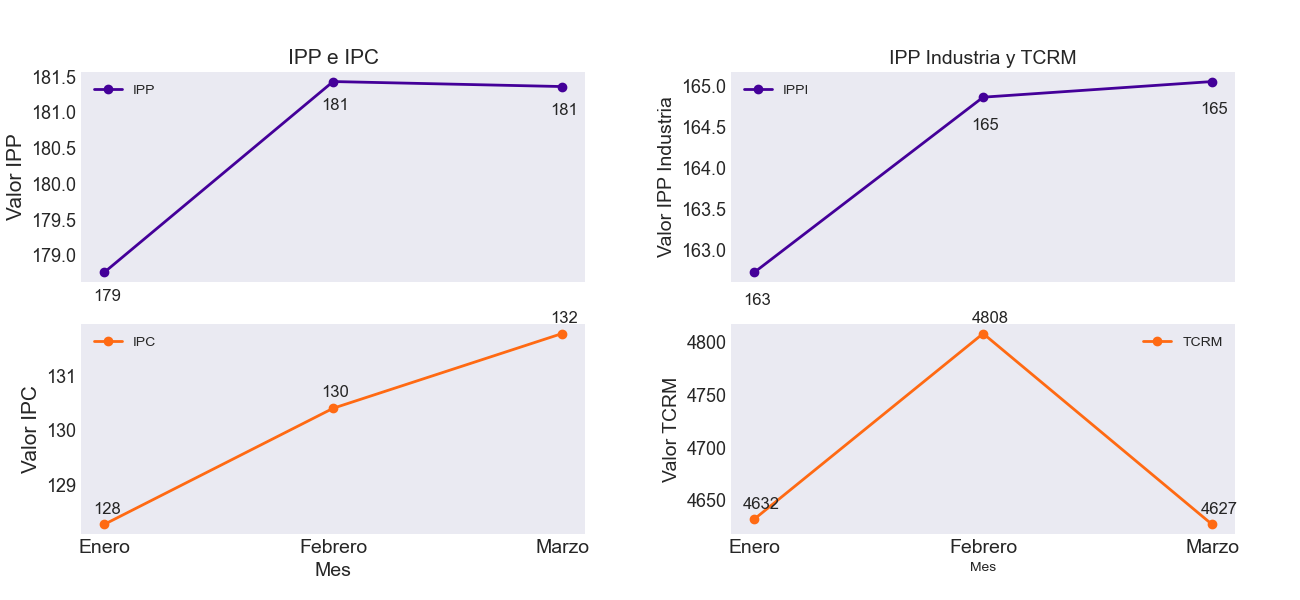 IPP e IPC
Valor IPP
181.5
181.0
180.5
180.0
179.5
179.0
IPP
179
181
181
Valor IPC
131
130
129
IPC
128
130
132
Enero
Febrero
Marzo
Mes
IPP Industria y TCRM
Valor IPP Industria
165.0
164.5
164.0
163.5
163.0
IPPI
163
165
165
Valor TCRM
4800
4750
4700
4650
TCRM
4632
4808
4627
Enero
Febrero
Marzo
Mes